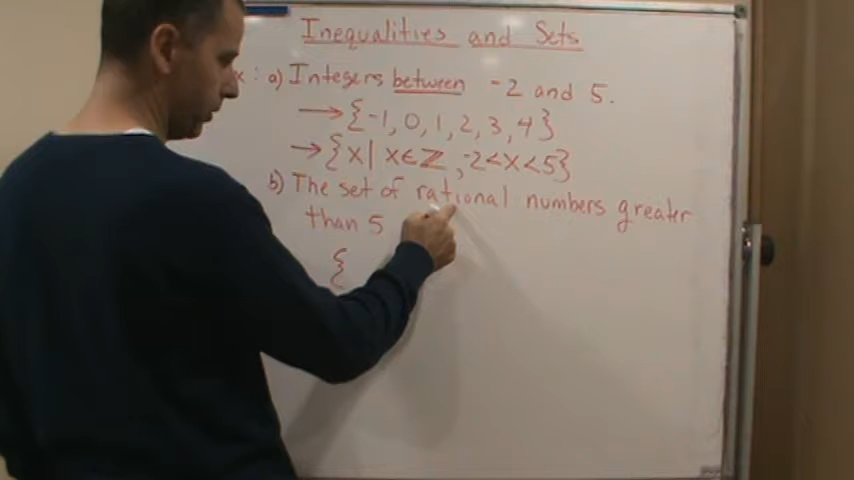 Inequalities and Sets
x: a) Integers between -2 and 5.
→ {-1, 0, 1, 2, 3, 4}
→ {x| x∈ℤ, -2<x<5}
b) The set of rational numbers greater
than 5
{